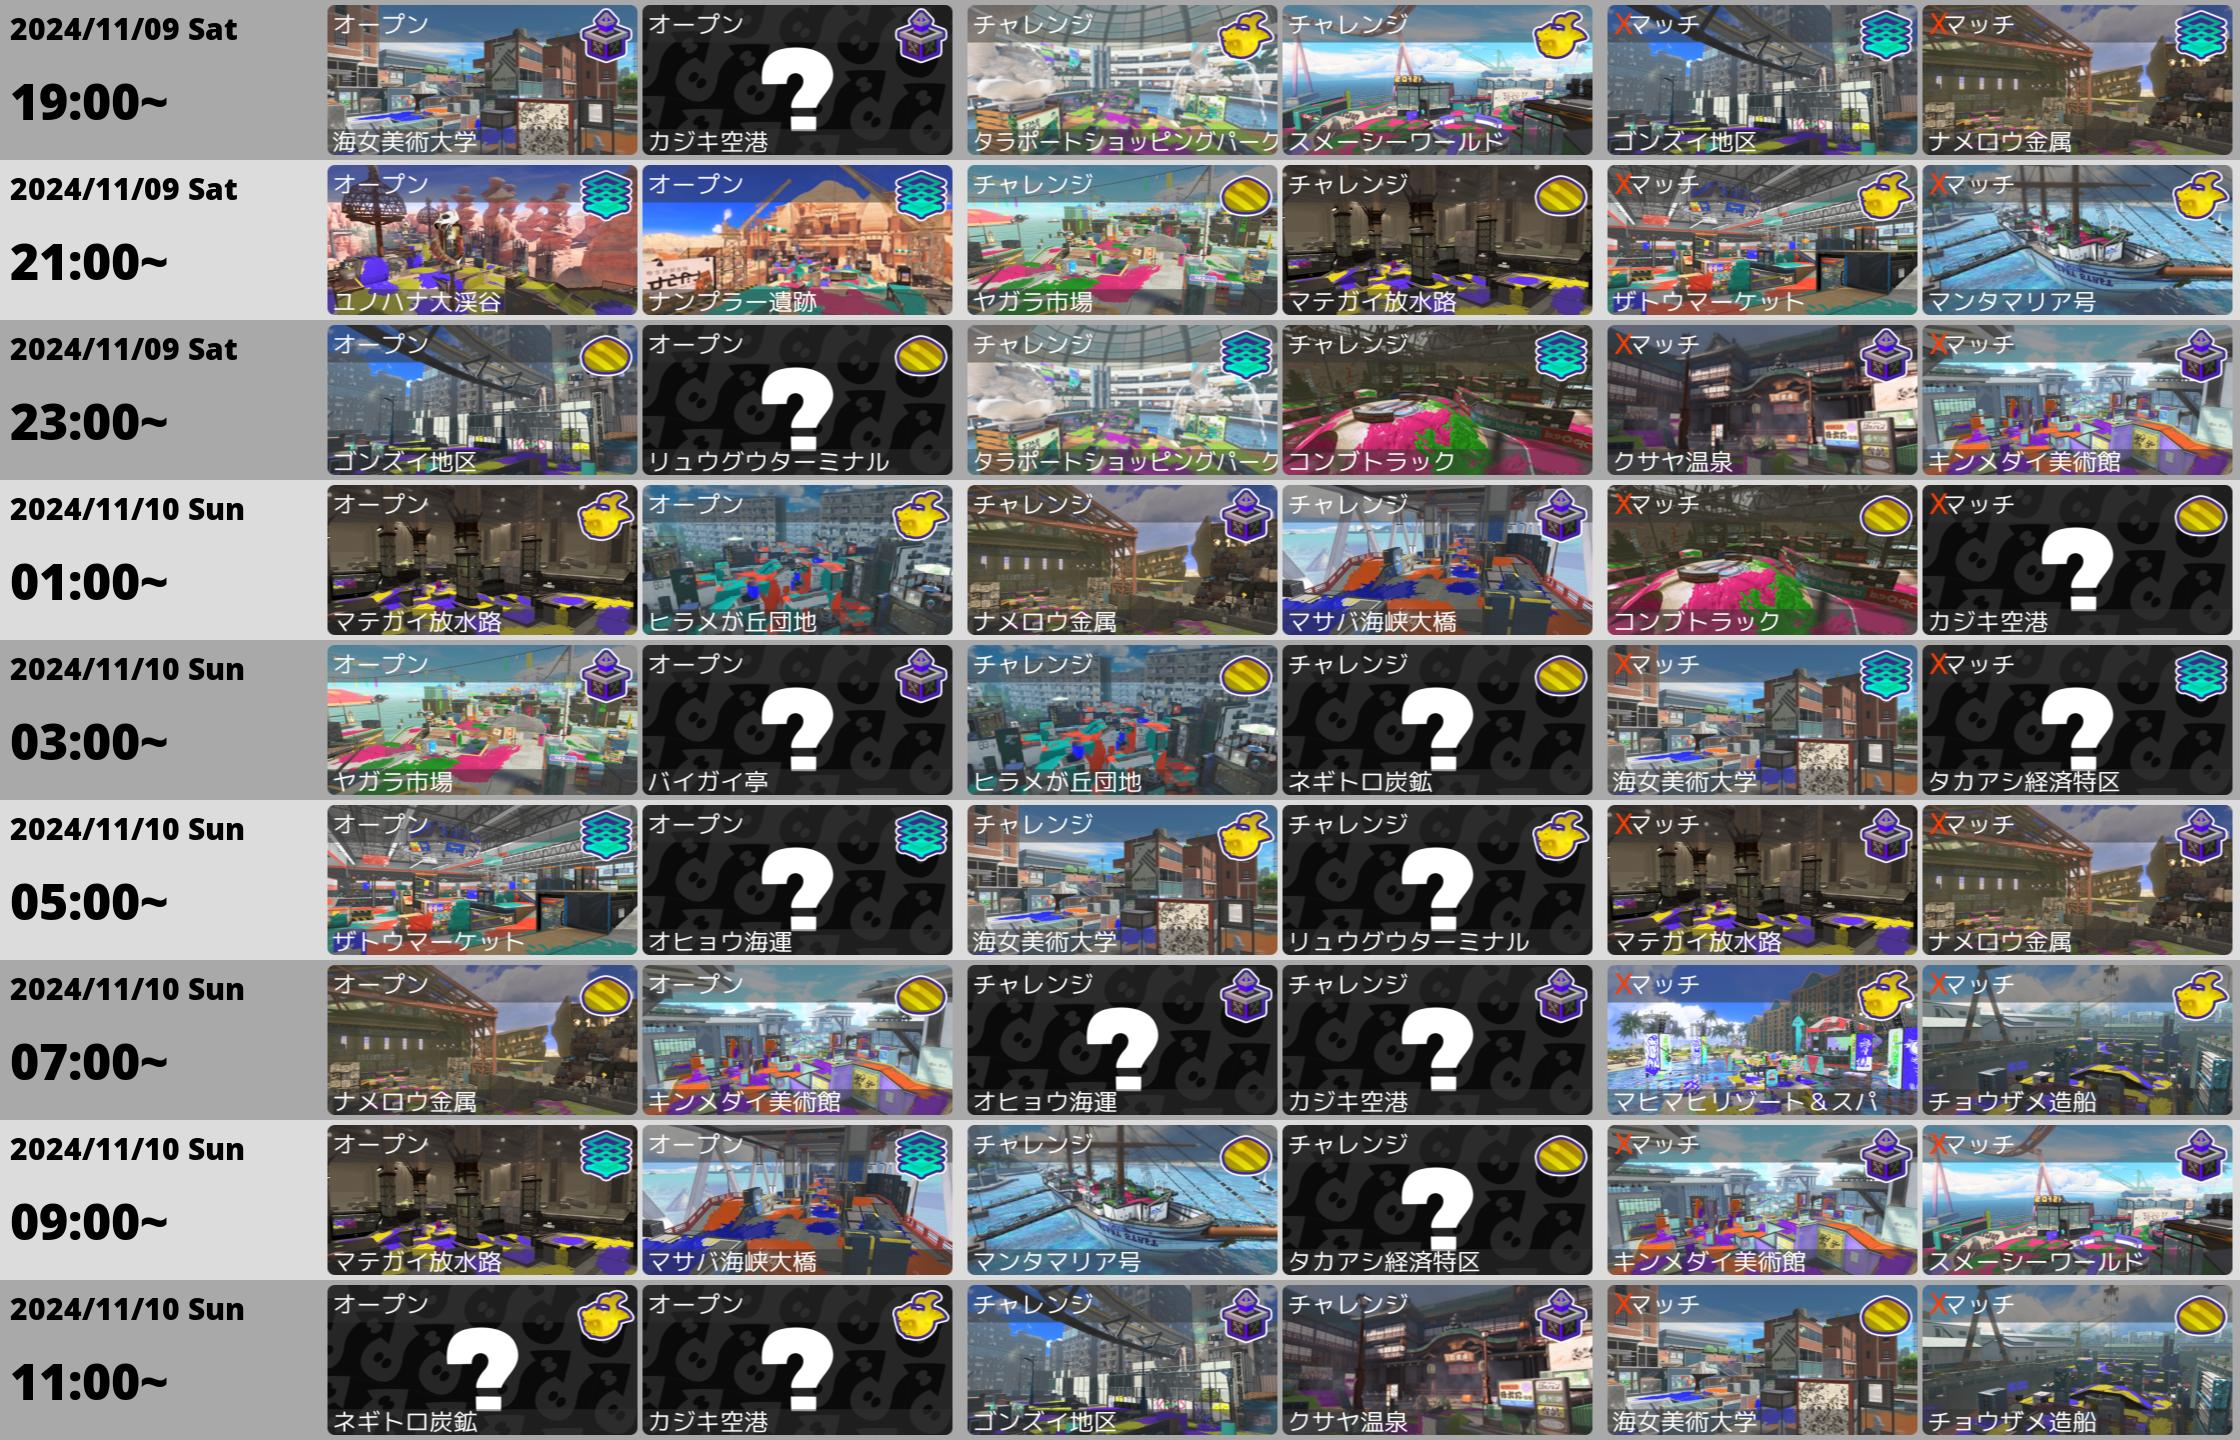 2024/11/09 Sat
19:00~
オープン
海女美術大学
オープン
カジキ空港
チャレンジ
タラポートショッピングパーク
チャレンジ
スメーシーワールド
Xマッチ
ゴンズイ地区
Xマッチ
ナメロウ金属
2024/11/09 Sat
21:00~
オープン
ユノハナ大渓谷
オープン
ナンプラー遺跡
チャレンジ
ヤガラ市場
チャレンジ
マテガイ放水路
Xマッチ
ザトウマーケット
Xマッチ
マンタマリア号
2024/11/09 Sat
23:00~
オープン
ゴンズイ地区
オープン
リュウグウターミナル
チャレンジ
タラポートショッピングパーク
チャレンジ
コンブトラック
Xマッチ
クサヤ温泉
Xマッチ
キンメダイ美術館
2024/11/10 Sun
01:00~
オープン
マテガイ放水路
オープン
ヒラメが丘団地
チャレンジ
ナメロウ金属
チャレンジ
マサバ海峡大橋
Xマッチ
コンブトラック
Xマッチ
カジキ空港
2024/11/10 Sun
03:00~
オープン
ヤガラ市場
オープン
バイガイ亭
チャレンジ
ヒラメが丘団地
チャレンジ
ネギトロ炭鉱
Xマッチ
海女美術大学
Xマッチ
タカアシ経済特区
2024/11/10 Sun
05:00~
オープン
ザトウマーケット
オープン
オヒョウ海運
チャレンジ
海女美術大学
チャレンジ
リュウグウターミナル
Xマッチ
マテガイ放水路
Xマッチ
ナメロウ金属
2024/11/10 Sun
07:00~
オープン
ナメロウ金属
オープン
キンメダイ美術館
チャレンジ
オヒョウ海運
チャレンジ
カジキ空港
Xマッチ
マヒマヒリゾート＆スパ
Xマッチ
チョウザメ造船
2024/11/10 Sun
09:00~
オープン
マテガイ放水路
オープン
マサバ海峡大橋
チャレンジ
マンタマリア号
チャレンジ
タカアシ経済特区
Xマッチ
キンメダイ美術館
Xマッチ
スメーシーワールド
2024/11/10 Sun
11:00~
オープン
ネギトロ炭鉱
オープン
カジキ空港
チャレンジ
ゴンズイ地区
チャレンジ
クサヤ温泉
Xマッチ
海女美術大学
Xマッチ
チョウザメ造船